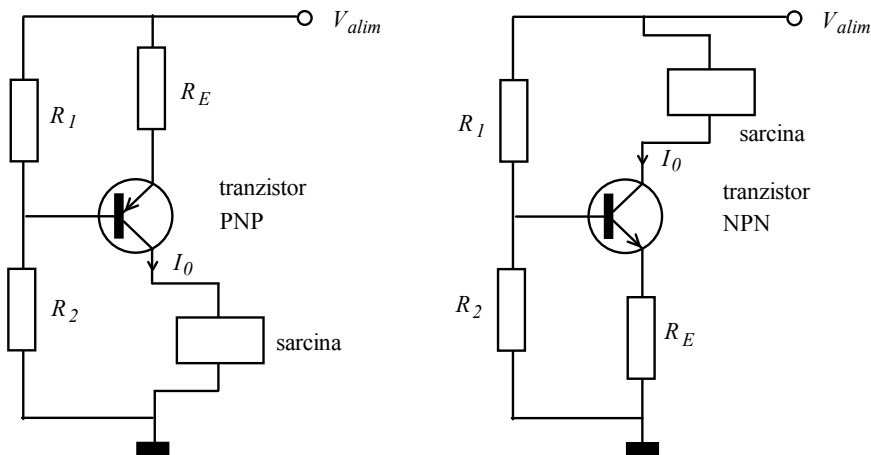 V_alim
R_E
R_1
tranzistor
PNP
I_0
R_2
sarcina
V_alim
R_1
sarcina
I_0
tranzistor
NPN
R_2
R_E